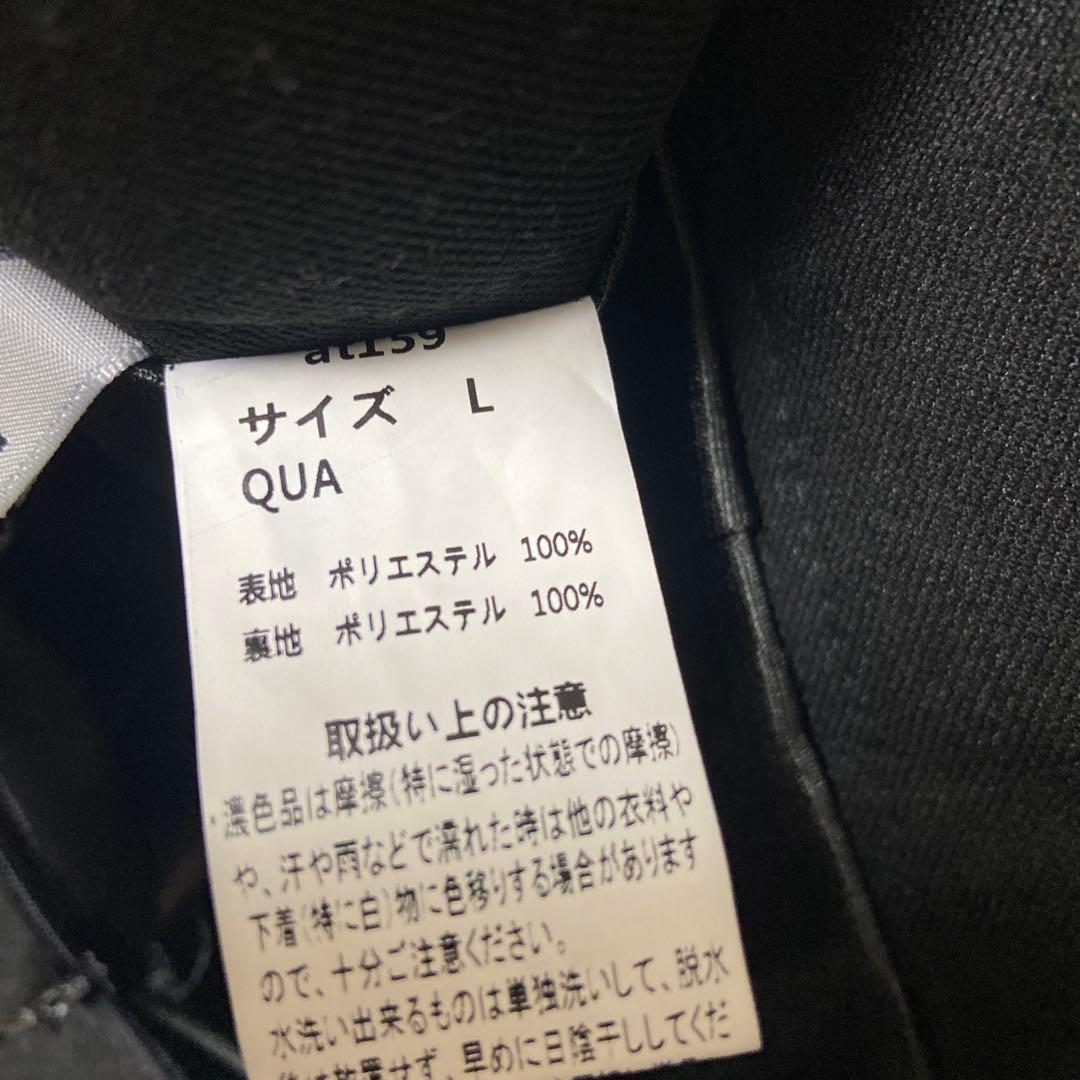 サイズ L
QUA
表地 ポリエステル 100%
裏地 ポリエステル 100%
取扱い上の注意
・濃色品は摩擦(特に湿った状態での摩擦)
や、汗や雨などで濡れた時は他の衣料や
下着(特に白)物に色移りする場合があります
ので、十分ご注意ください。
水洗い出来るものは単独洗いして、脱水
後は放置せず、早めに日陰干ししてくだ